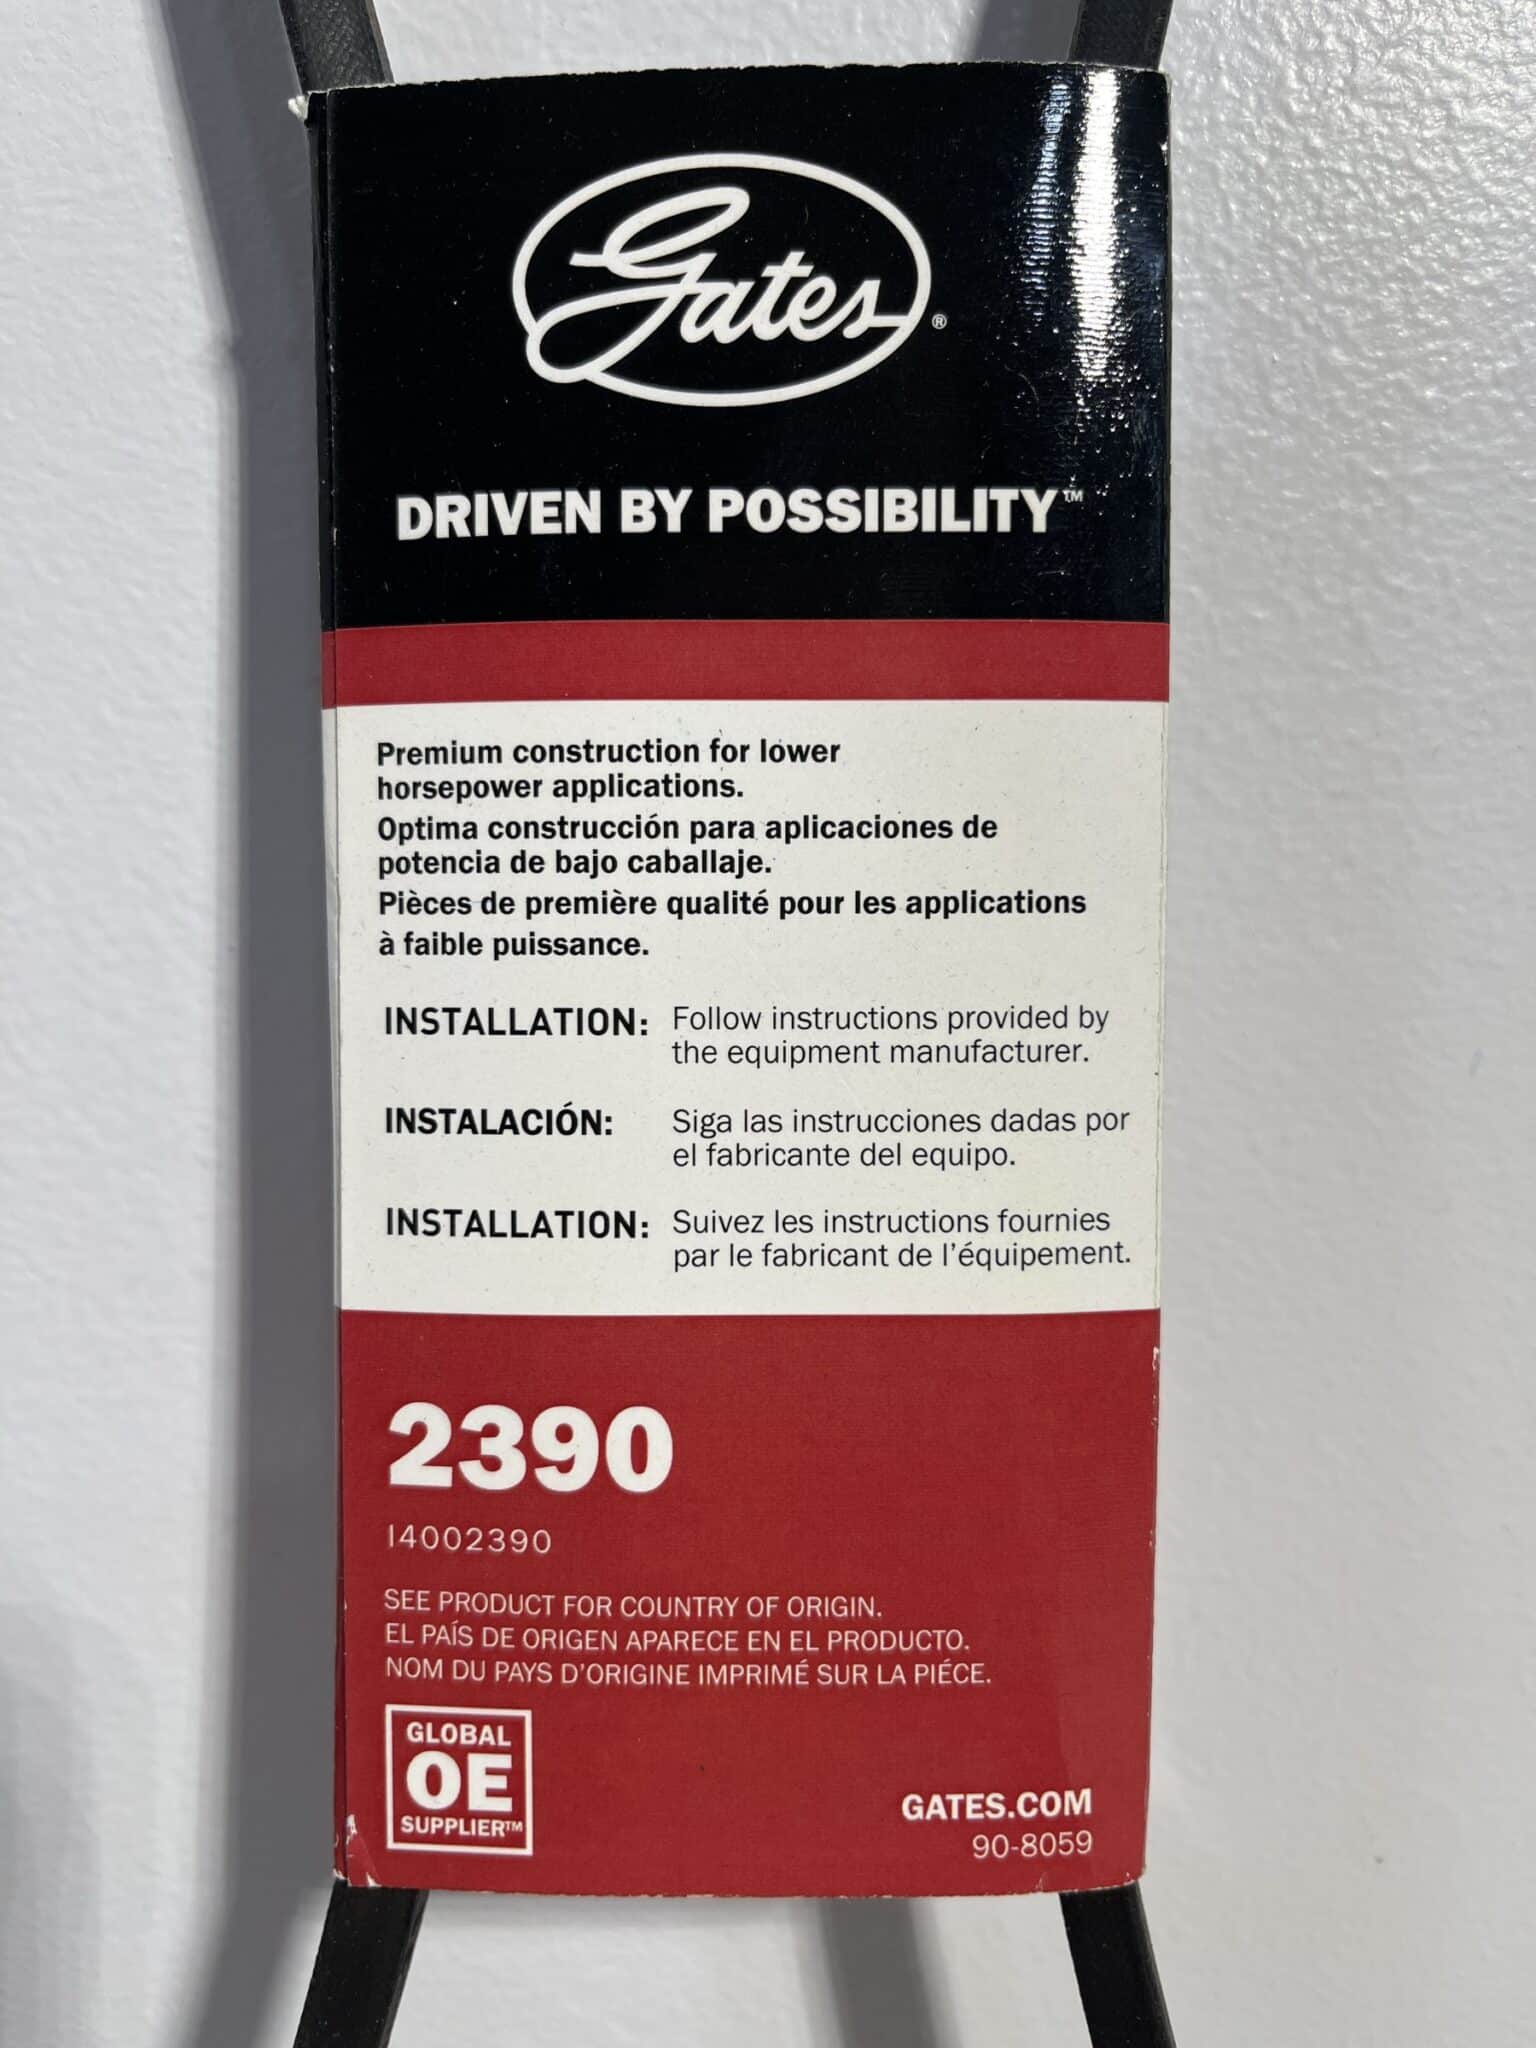 Gates®
DRIVEN BY POSSIBILITY™
Premium construction for lower
horsepower applications.
Optima construcción para aplicaciones de
potencia de bajo caballaje.
Pièces de première qualité pour les applications
à faible puissance.
INSTALLATION: Follow instructions provided by
the equipment manufacturer.
INSTALACIÓN: Siga las instrucciones dadas por
el fabricante del equipo.
INSTALLATION: Suivez les instructions fournies
par le fabricant de l'équipement.
2390
I4002390
SEE PRODUCT FOR COUNTRY OF ORIGIN.
EL PAÍS DE ORIGEN APARECE EN EL PRODUCTO.
NOM DU PAYS D'ORIGINE IMPRIMÉ SUR LA PIÉCE.
GLOBAL
OE
SUPPLIER™
GATES.COM
90-8059